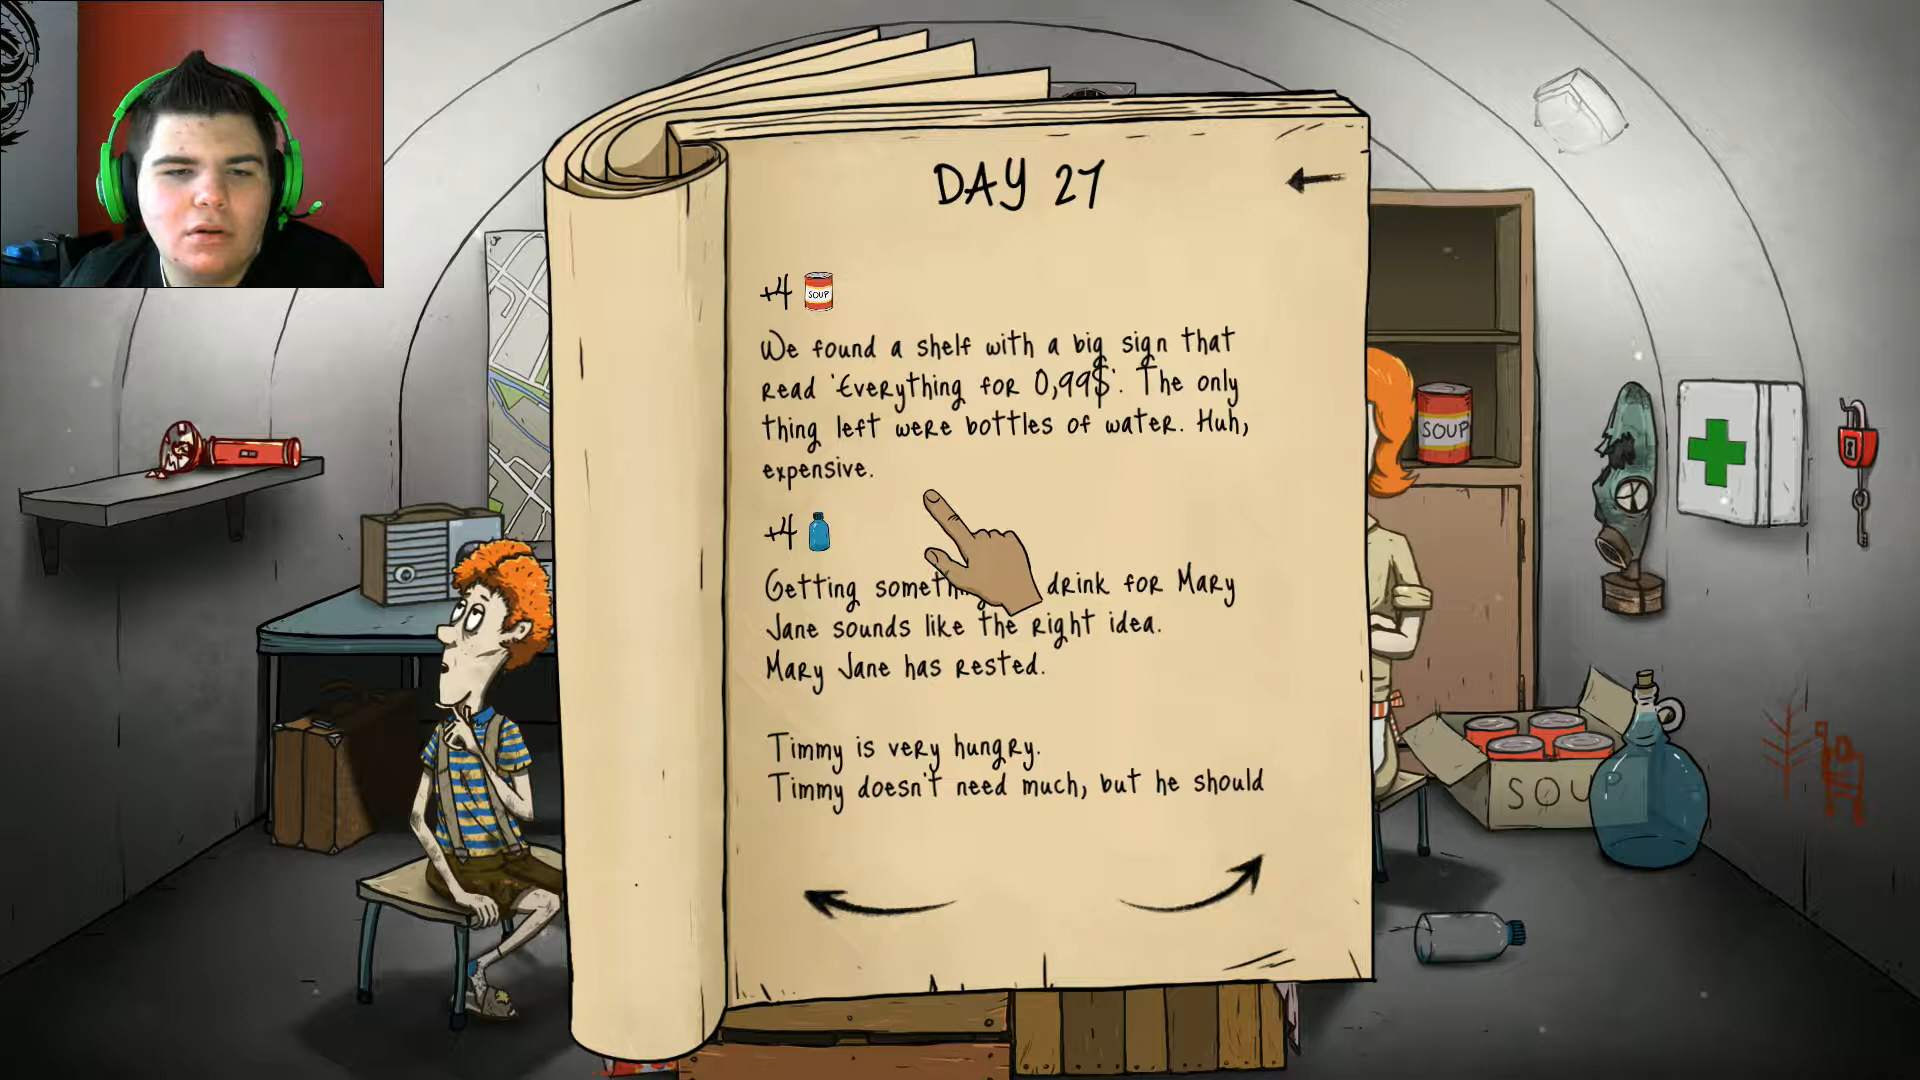 DAY 27
+4 SOUP
We found a shelf with a big sign that
read 'Everything for 0,99$'. The only
thing left were bottles of water. Huh,
expensive.
+4
Getting someth drink for Mary
Jane sounds like the right idea.
Mary Jane has rested.
Timmy is very hungry.
Timmy doesn't need much, but he should
SOUP
SOU